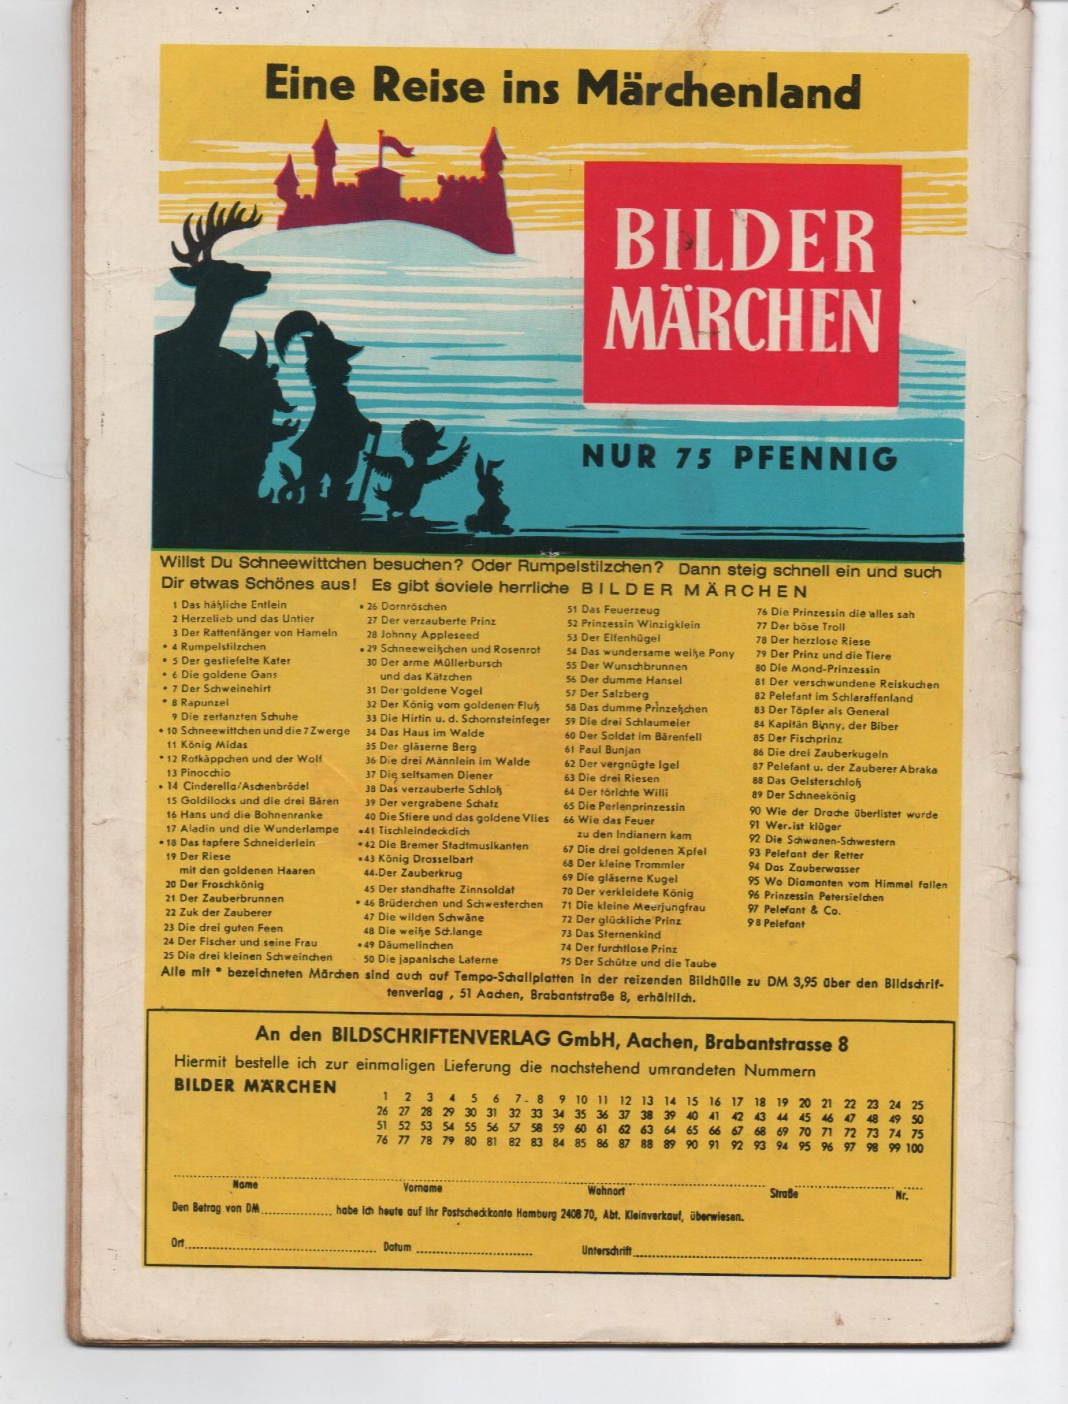 Eine Reise ins Märchenland
BILDER
MÄRCHEN
NUR 75 PFENNIG
Willst Du Schneewittchen besuchen? Oder Rumpelstilzchen? Dann steig schnell ein und such
Dir etwas Schönes aus! Es gibt soviele herrliche BILDER MÄRCHEN
1 Das häßliche Entlein
2 Herzelieb und das Untier
3 Der Rattenfänger von Hameln
• 4 Rumpelstilzchen
• 5 Der gestiefelte Kater
• 6 Die goldene Gans
• 7 Der Schweinehirt
* 8 Rapunzel
9 Die zertanzten Schuhe
• 10 Schneewittchen und die 7 Zwerge
11 König Midas
• 12 Rotkäppchen und der Wolf
13 Pinocchio
• 14 Cinderella/Aschenbrödel
15 Goldilocks und die drei Bären
16 Hans und die Bohnenranke
17 Aladin und die Wunderlampe
• 18 Das tapfere Schneiderlein
19 Der Riese
mit den goldenen Haaren
20 Der Froschkönig
21 Der Zauberbrunnen
22 Zuk der Zauberer
23 Die drei guten Feen
24 Der Fischer und seine Frau
25 Die drei kleinen Schweinchen
• 26 Dornröschen
27 Der verzauberte Prinz
28 Johnny Appleseed
• 29 Schneeweißchen und Rosenrot
30 Der arme Müllerbursch
und das Kätzchen
31 Der goldene Vogel
32 Der König vom goldenen Fluß
33 Die Hirtin u. d. Schornsteinfeger
34 Das Haus im Walde
35 Der gläserne Berg
36 Die drei Männlein im Walde
37 Die seltsamen Diener
38 Das verzauberte Schloß
39 Der vergrabene Schatz
40 Die Stiere und das goldene Vlies
• 41 Tischleindeckdich
• 42 Die Bremer Stadtmusikanten
• 43 König Drosselbart
44 Der Zauberkrug
45 Der standhafte Zinnsoldat
• 46 Brüderchen und Schwesterchen
47 Die wilden Schwäne
48 Die weiße Schlange
• 49 Däumelinchen
50 Die japanische Laterne
51 Das Feuerzeug
52 Prinzessin Winzigklein
53 Der Elfenhügel
54 Das wundersame weiße Pony
55 Der Wunschbrunnen
56 Der dumme Hansel
57 Der Salzberg
58 Das dumme Prinzeßchen
59 Die drei Schlaumeier
60 Der Soldat im Bärenfell
61 Paul Bunjan
62 Der vergnügte Igel
63 Die drei Riesen
64 Der törichte Willi
65 Die Perlenprinzessin
66 Wie das Feuer
zu den Indianern kam
67 Die drei goldenen Äpfel
68 Der kleine Trommler
69 Die gläserne Kugel
70 Der verkleidete König
71 Die kleine Meerjungfrau
72 Der glückliche Prinz
73 Das Sternenkind
74 Der furchtlose Prinz
75 Der Schütze und die Taube
76 Die Prinzessin die alles sah
77 Der böse Troll
78 Der herzlose Riese
79 Der Prinz und die Tiere
80 Die Mond-Prinzessin
81 Der verschwundene Reiskuchen
82 Pelefant im Schlaraffenland
83 Der Töpfer als General
84 Kapitän Binny, der Biber
85 Der Fischprinz
86 Die drei Zauberkugeln
87 Pelefant u. der Zauberer Abraka
88 Das Geisterschloß
89 Der Schneekönig
90 Wie der Drache überlistet wurde
91 Wer ist klüger
92 Die Schwanen-Schwestern
93 Pelefant der Retter
94 Das Zauberwasser
95 Wo Diamanten vom Himmel fallen
96 Prinzessin Petersielchen
97 Pelefant & Co.
98 Pelefant
Alle mit * bezeichneten Märchen sind auch auf Tempo-Schallplatten in der reizenden Bildhülle zu DM 3,95 über den Bildschrif-
tenverlag , 51 Aachen, Brabantstraße 8, erhältlich.
An den BILDSCHRIFTENVERLAG GmbH, Aachen, Brabantstrasse 8
Hiermit bestelle ich zur einmaligen Lieferung die nachstehend umrandeten Nummern
BILDER MÄRCHEN
1 2 3 4 5 6 7 8 9 10 11 12 13 14 15 16 17 18 19 20 21 22 23 24 25
26 27 28 29 30 31 32 33 34 35 36 37 38 39 40 41 42 43 44 45 46 47 48 49 50
51 52 53 54 55 56 57 58 59 60 61 62 63 64 65 66 67 68 69 70 71 72 73 74 75
76 77 78 79 80 81 82 83 84 85 86 87 88 89 90 91 92 93 94 95 96 97 98 99 100
Name Vorname Wohnort Straße Nr.
Den Betrag von DM habe ich heute auf Ihr Postscheckkonto Hamburg 2408 70, Abt. Kleinverkauf, überwiesen.
Ort Datum Unterschrift